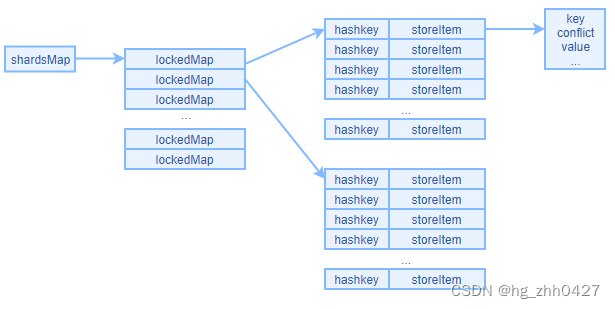 shardsMap
lockedMap
lockedMap
lockedMap
...
lockedMap
lockedMap
hashkey storeItem
hashkey storeItem
hashkey storeItem
hashkey storeItem
...
hashkey storeItem
hashkey storeItem
hashkey storeItem
hashkey storeItem
hashkey storeItem
...
hashkey storeItem
key
conflict
value
...
CSDN @hg_zhh0427